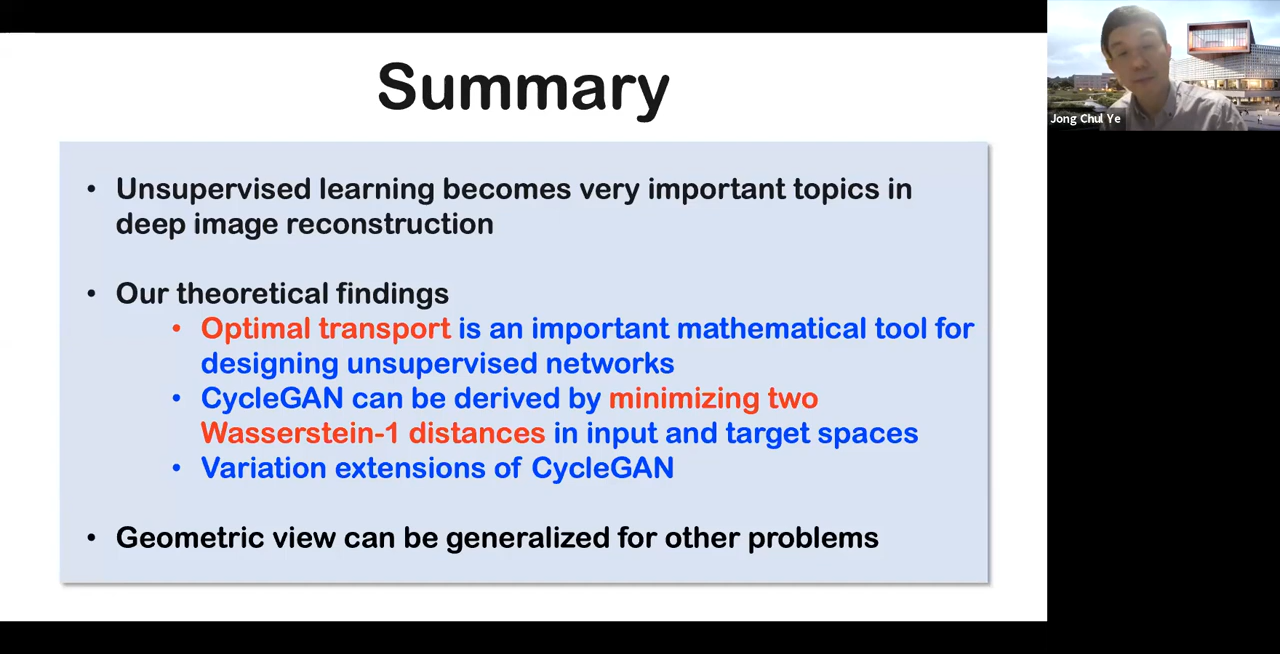 Summary
Jong Chul Ye
• Unsupervised learning becomes very important topics in
deep image reconstruction
• Our theoretical findings
• Optimal transport is an important mathematical tool for
designing unsupervised networks
• CycleGAN can be derived by minimizing two
Wasserstein-1 distances in input and target spaces
• Variation extensions of CycleGAN
• Geometric view can be generalized for other problems